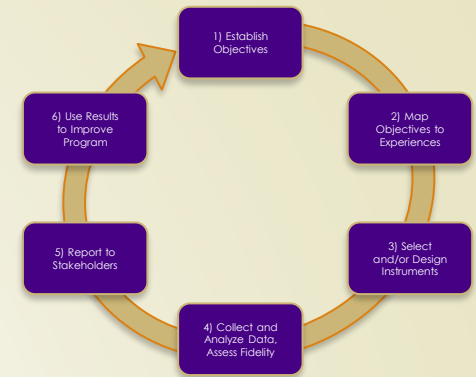 1) Establish
Objectives
2) Map
Objectives to
Experiences
3) Select
and/or Design
Instruments
4) Collect and
Analyze Data,
Assess Fidelity
5) Report to
Stakeholders
6) Use Results
to Improve
Program